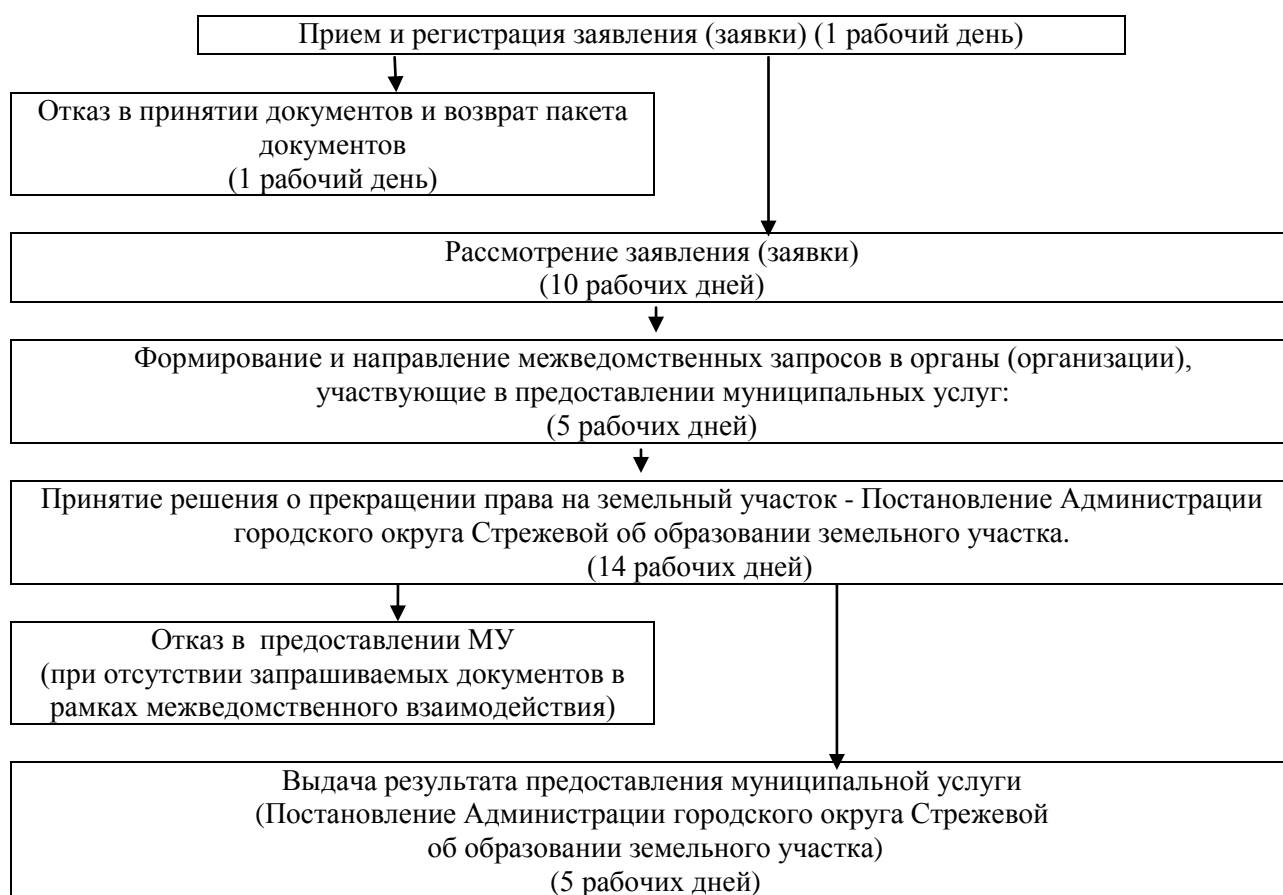 Прием и регистрация заявления (заявки) (1 рабочий день)
Отказ в принятии документов и возврат пакета
документов
(1 рабочий день)
Рассмотрение заявления (заявки)
(10 рабочих дней)
Формирование и направление межведомственных запросов в органы (организации),
участвующие в предоставлении муниципальных услуг:
(5 рабочих дней)
Принятие решения о прекращении права на земельный участок - Постановление Администрации
городского округа Стрежевой об образовании земельного участка.
(14 рабочих дней)
Отказ в предоставлении МУ
(при отсутствии запрашиваемых документов в
рамках межведомственного взаимодействия)
Выдача результата предоставления муниципальной услуги
(Постановление Администрации городского округа Стрежевой
об образовании земельного участка)
(5 рабочих дней)